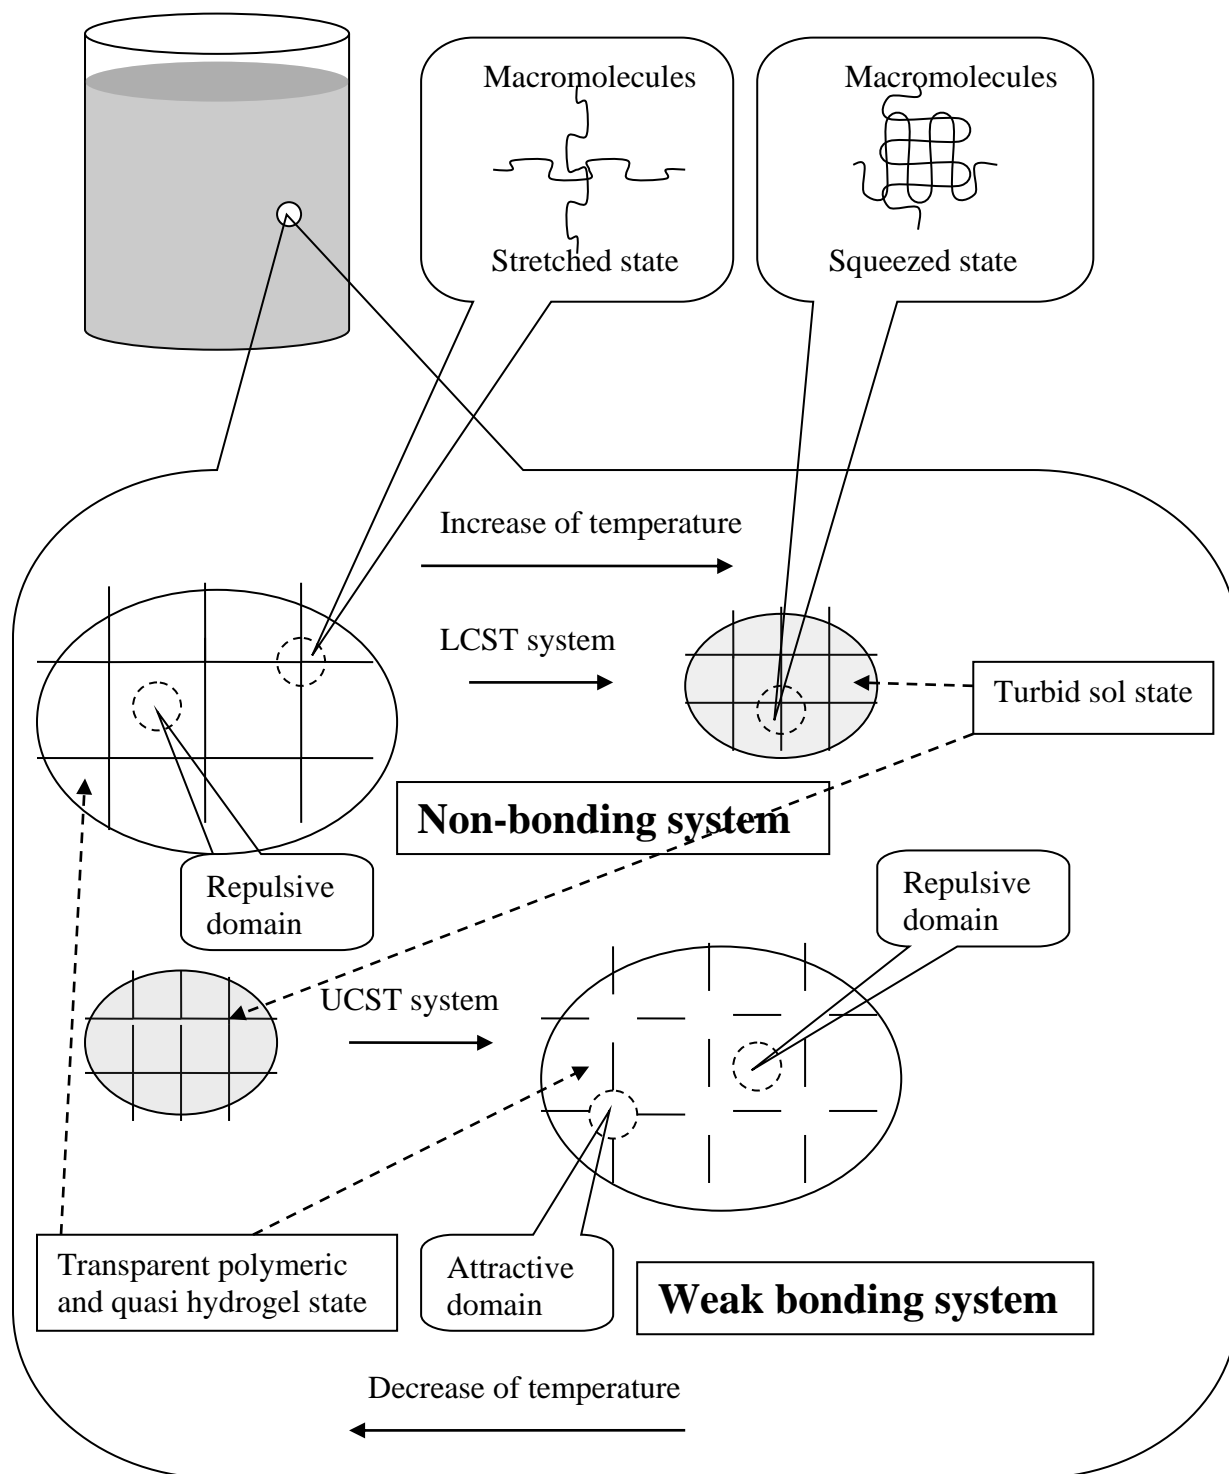 Macromolecules
Stretched state
Macromolecules
Squeezed state
Increase of temperature
LCST system
Turbid sol state
Non-bonding system
Repulsive
domain
Repulsive
domain
UCST system
Transparent polymeric
and quasi hydrogel state
Attractive
domain
Weak bonding system
Decrease of temperature